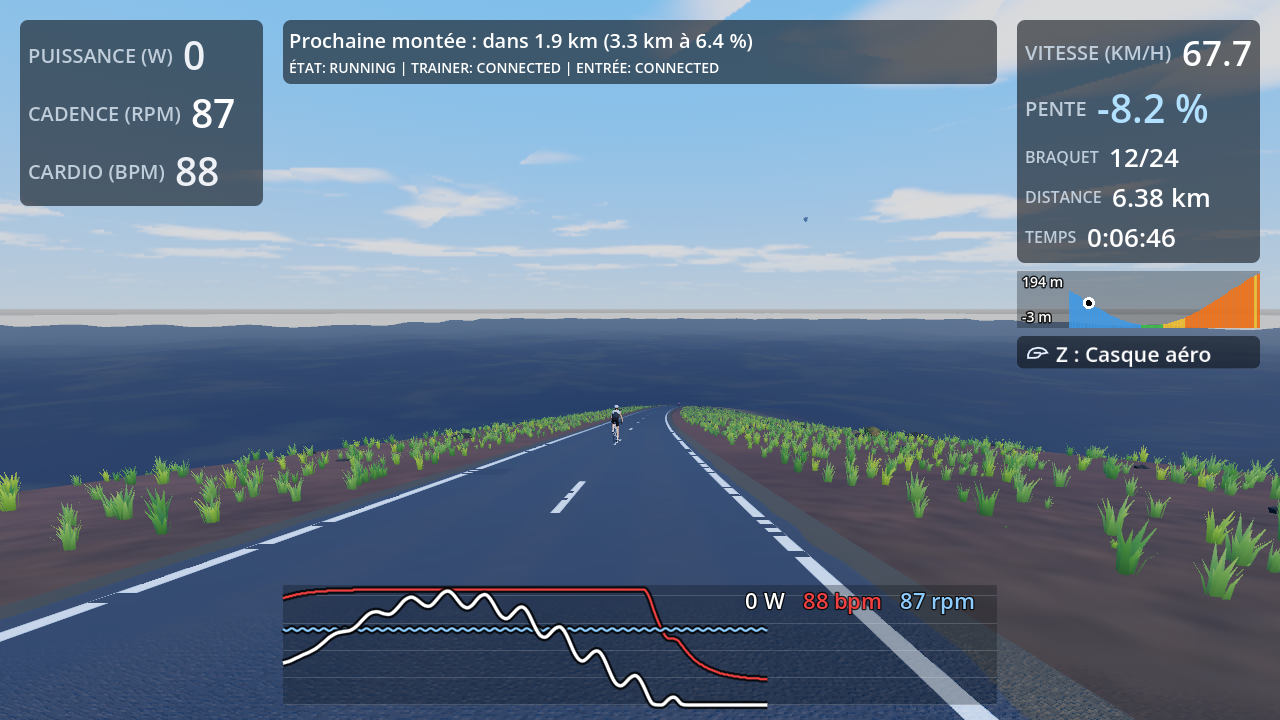 PUISSANCE (W) 0
CADENCE (RPM) 87
CARDIO (BPM) 88
Prochaine montée : dans 1.9 km (3.3 km à 6.4 %)
ÉTAT: RUNNING | TRAINER: CONNECTED | ENTRÉE: CONNECTED
VITESSE (KM/H) 67.7
PENTE -8.2 %
BRAQUET 12/24
DISTANCE 6.38 km
TEMPS 0:06:46
194 m
-3 m
Z : Casque aéro
0 W 88 bpm 87 rpm